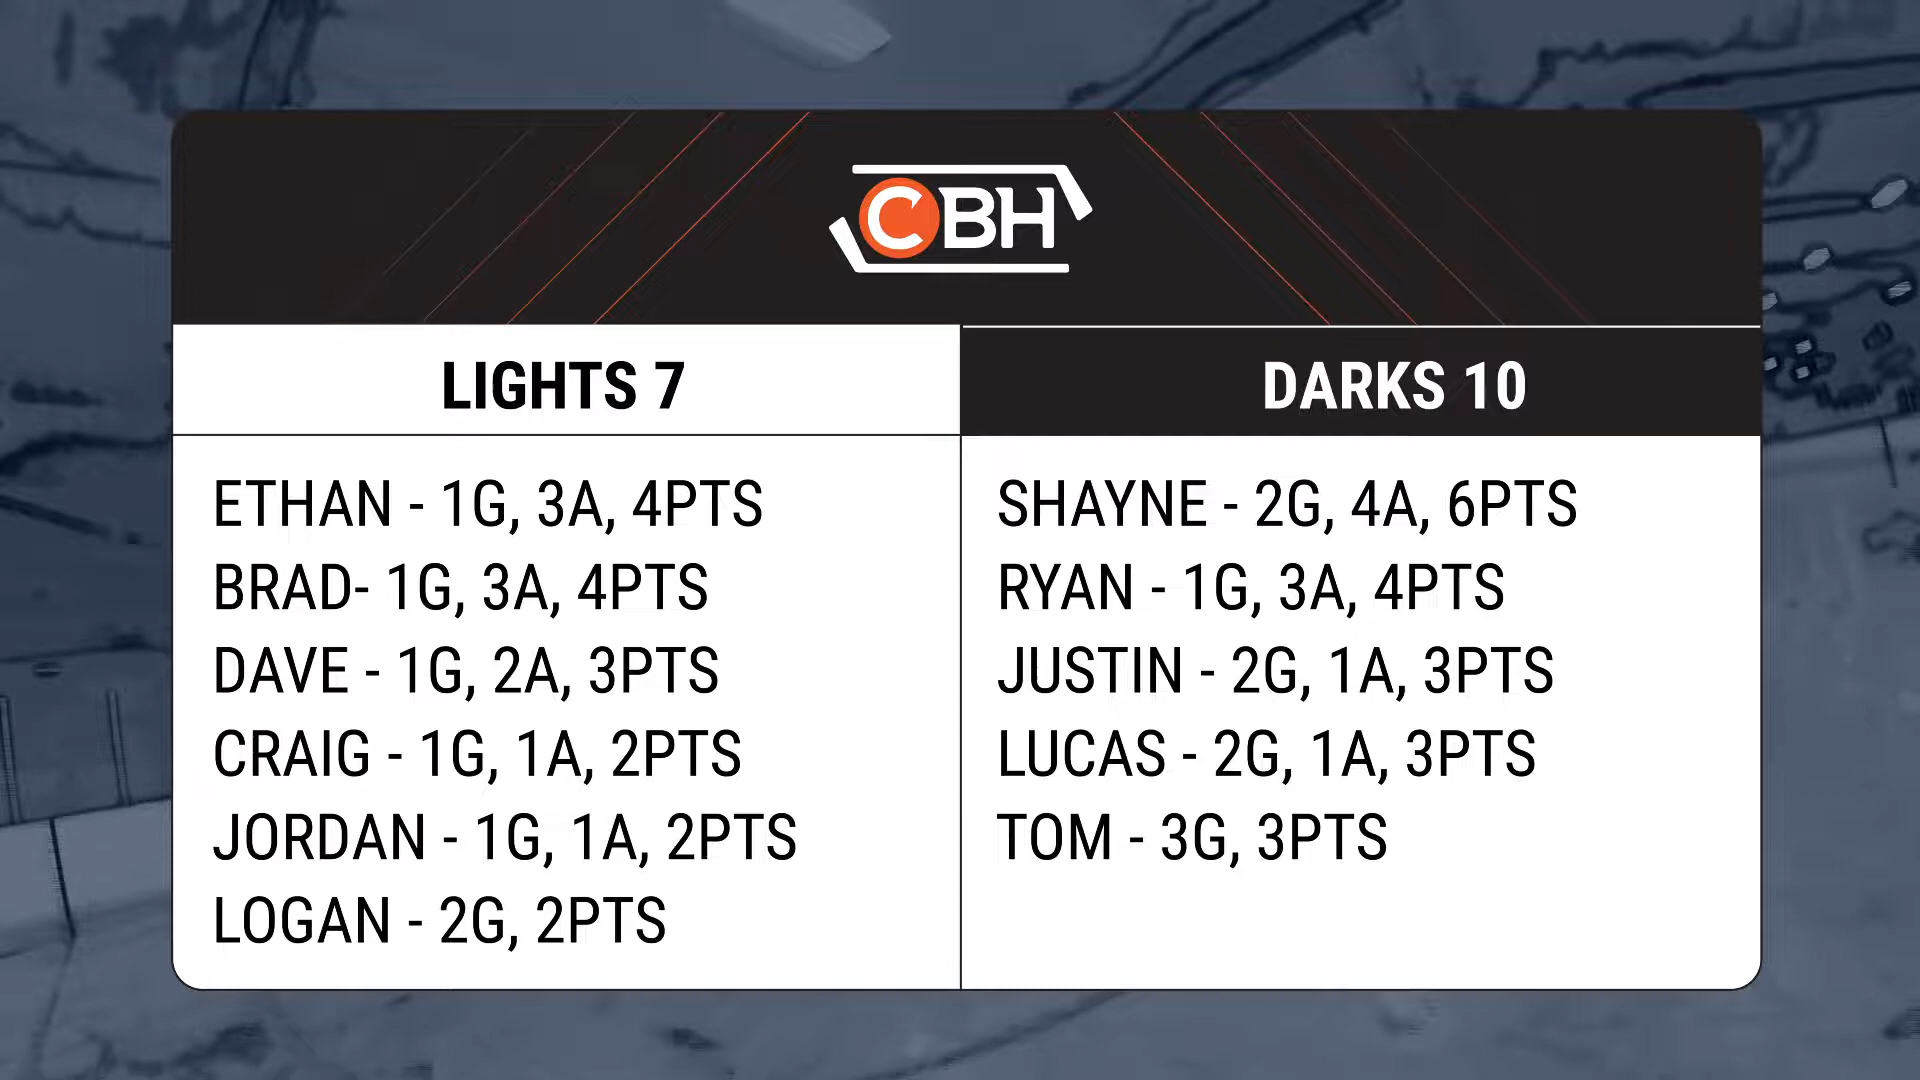 CBH
LIGHTS 7
ETHAN - 1G, 3A, 4PTS
BRAD- 1G, 3A, 4PTS
DAVE - 1G, 2A, 3PTS
CRAIG - 1G, 1A, 2PTS
JORDAN - 1G, 1A, 2PTS
LOGAN - 2G, 2PTS
DARKS 10
SHAYNE - 2G, 4A, 6PTS
RYAN - 1G, 3A, 4PTS
JUSTIN - 2G, 1A, 3PTS
LUCAS - 2G, 1A, 3PTS
TOM - 3G, 3PTS